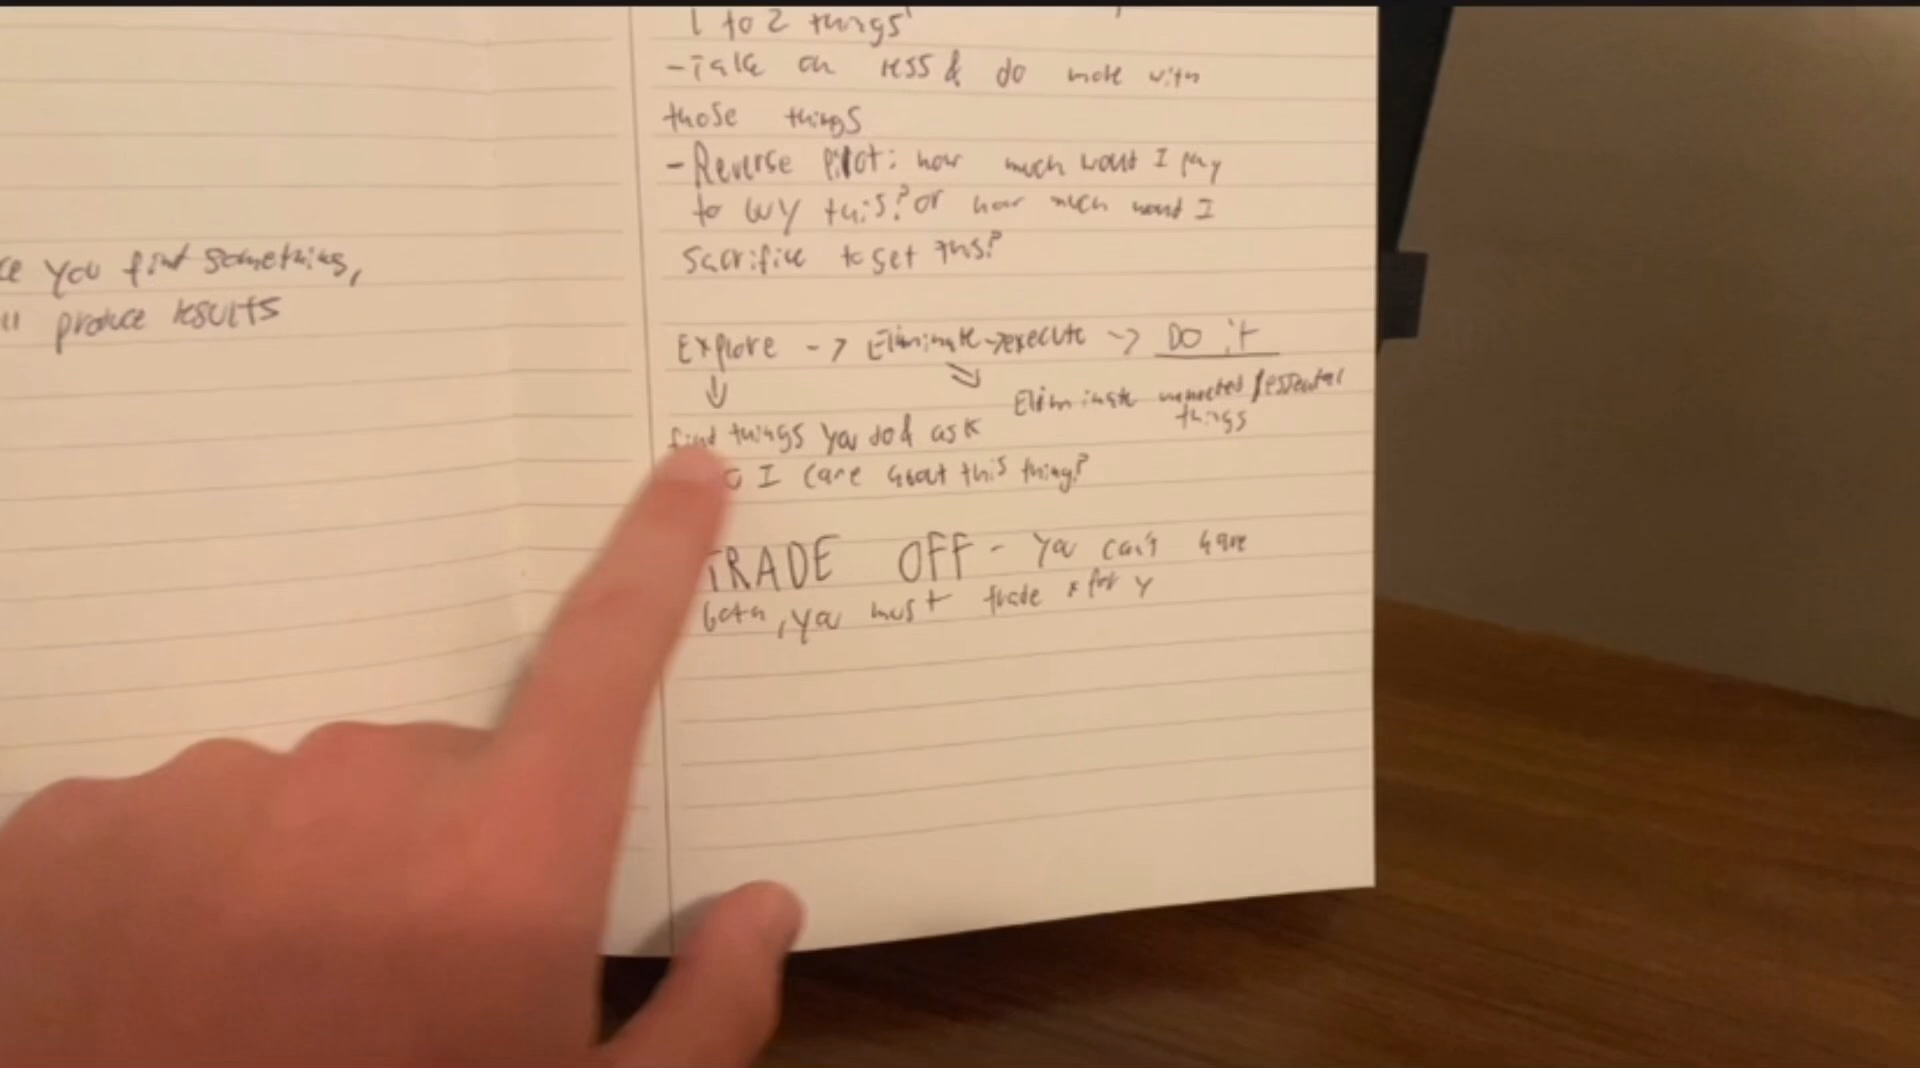 ce you find something,
ll produce results
1 to 2 things
- Take on less & do more with
those things
- Reverse Pilot: how much would I pay
to buy this? or how much would I
sacrifice to get this?
Explore -> Eliminate -> execute -> Do it
Eliminate /essential
things
find things you do & ask
o I care about this thing?
TRADE OFF - you can't have
both, you must trade x for y